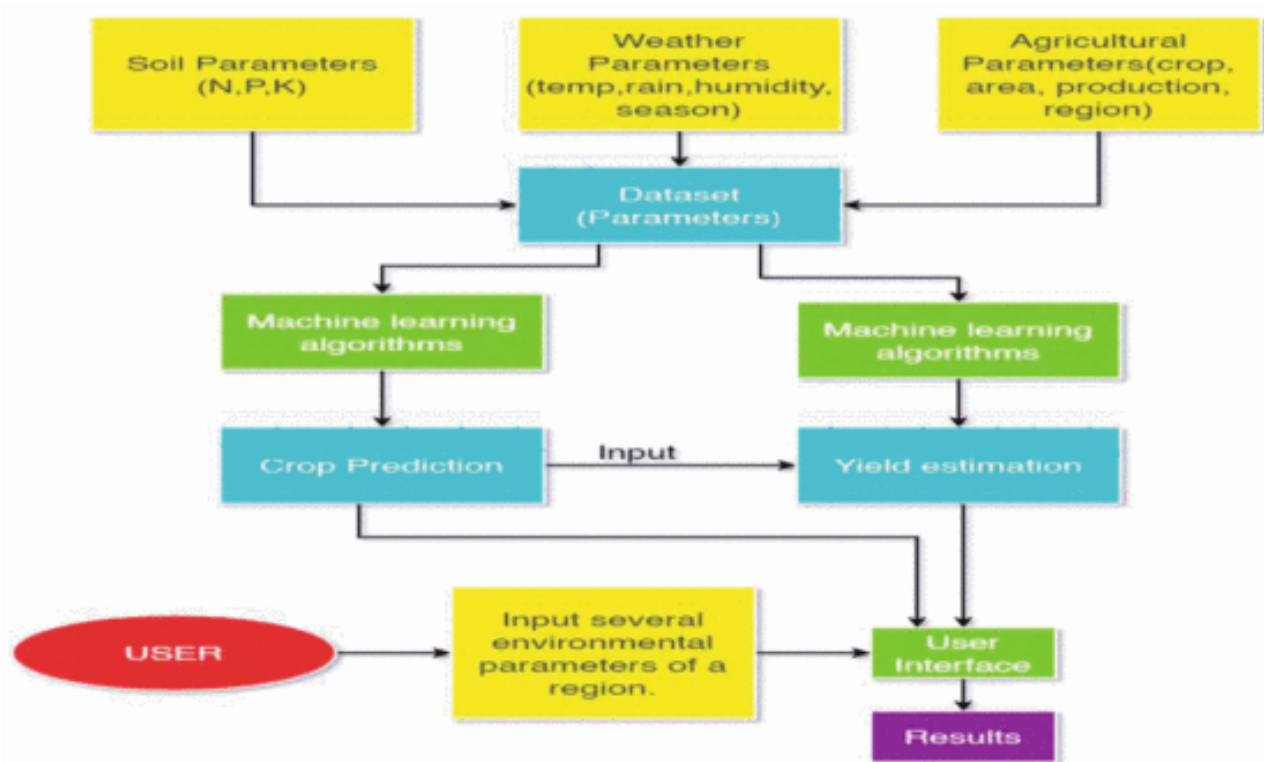 Soil Parameters
(N,P,K)
Weather
Parameters
(temp,rain,humidity,
season)
Agricultural
Parameters(crop,
area, production,
region)
Dataset
(Parameters)
Machine learning
algorithms
Machine learning
algorithms
Crop Prediction
Input
Yield estimation
USER
Input several
environmental
parameters of a
region.
User
Interface
Results